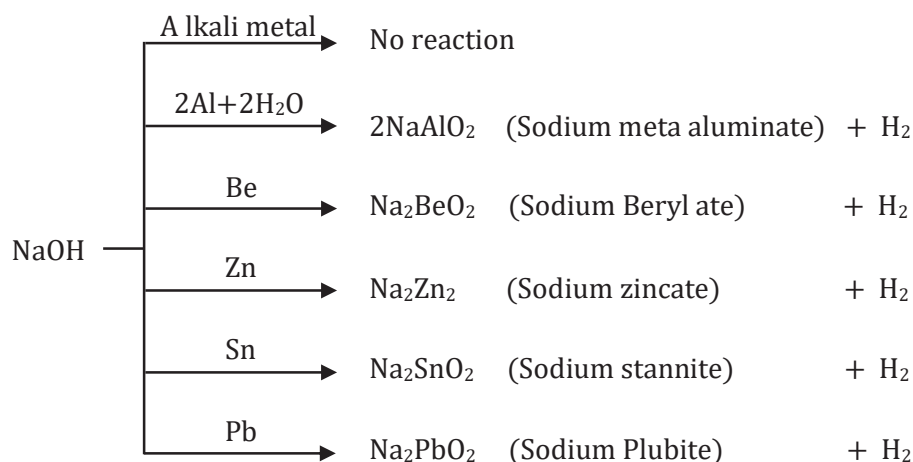 A lkali metal No reaction
2Al+2H₂O 2NaAlO₂ (Sodium meta aluminate) + H₂
Be Na₂BeO₂ (Sodium Beryl ate) + H₂
NaOH
Zn Na₂Zn₂ (Sodium zincate) + H₂
Sn Na₂SnO₂ (Sodium stannite) + H₂
Pb Na₂PbO₂ (Sodium Plubite) + H₂